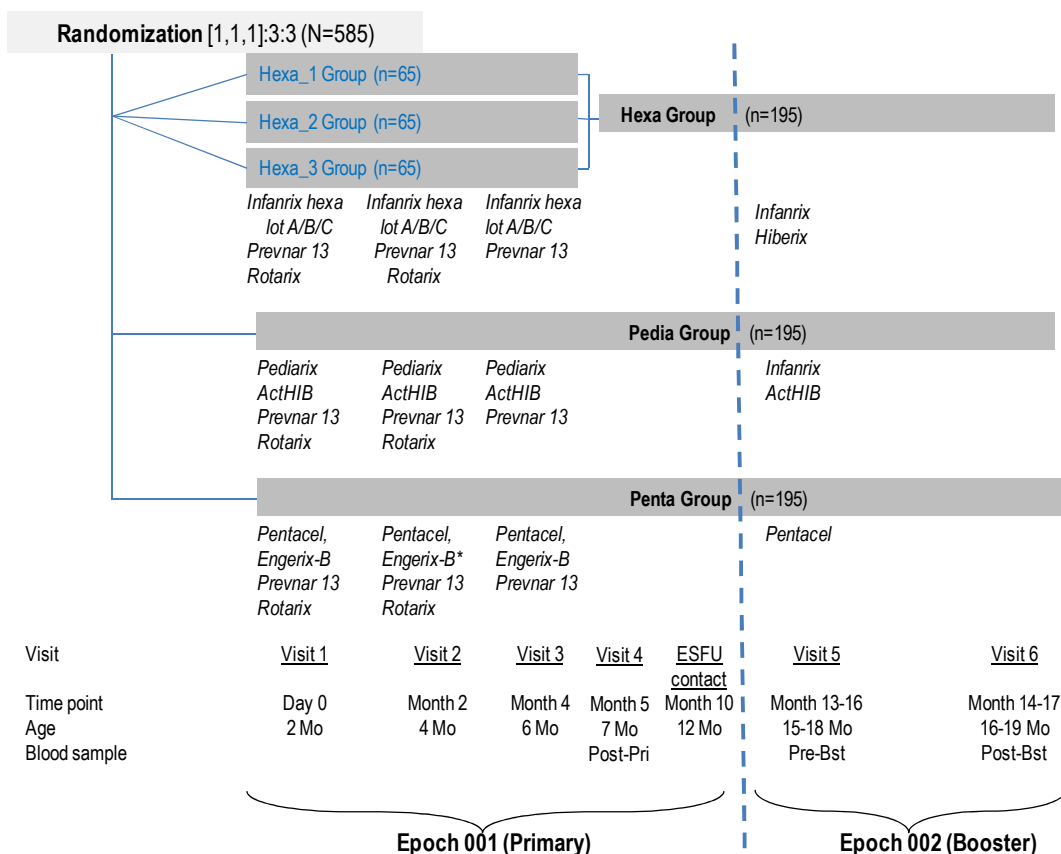 Randomization [1,1,1]:3:3 (N=585)
Hexa_1 Group (n=65)
Hexa_2 Group (n=65)
Hexa_3 Group (n=65)
Hexa Group (n=195)
Infanrix hexa Infanrix hexa Infanrix hexa
lot A/B/C lot A/B/C lot A/B/C
Prevnar 13 Prevnar 13 Prevnar 13
Rotarix Rotarix
Infanrix
Hiberix
Pedia Group (n=195)
Pediarix Pediarix Pediarix Infanrix
ActHIB ActHIB ActHIB ActHIB
Prevnar 13 Prevnar 13 Prevnar 13
Rotarix Rotarix
Penta Group (n=195)
Pentacel, Pentacel, Pentacel, Pentacel
Engerix-B Engerix-B* Engerix-B
Prevnar 13 Prevnar 13 Prevnar 13
Rotarix Rotarix
Visit Visit 1 Visit 2 Visit 3 Visit 4 ESFU Visit 5 Visit 6
contact
Time point Day 0 Month 2 Month 4 Month 5 Month 10 Month 13-16 Month 14-17
Age 2 Mo 4 Mo 6 Mo 7 Mo 12 Mo 15-18 Mo 16-19 Mo
Blood sample Post-Pri Pre-Bst Post-Bst
Epoch 001 (Primary) Epoch 002 (Booster)